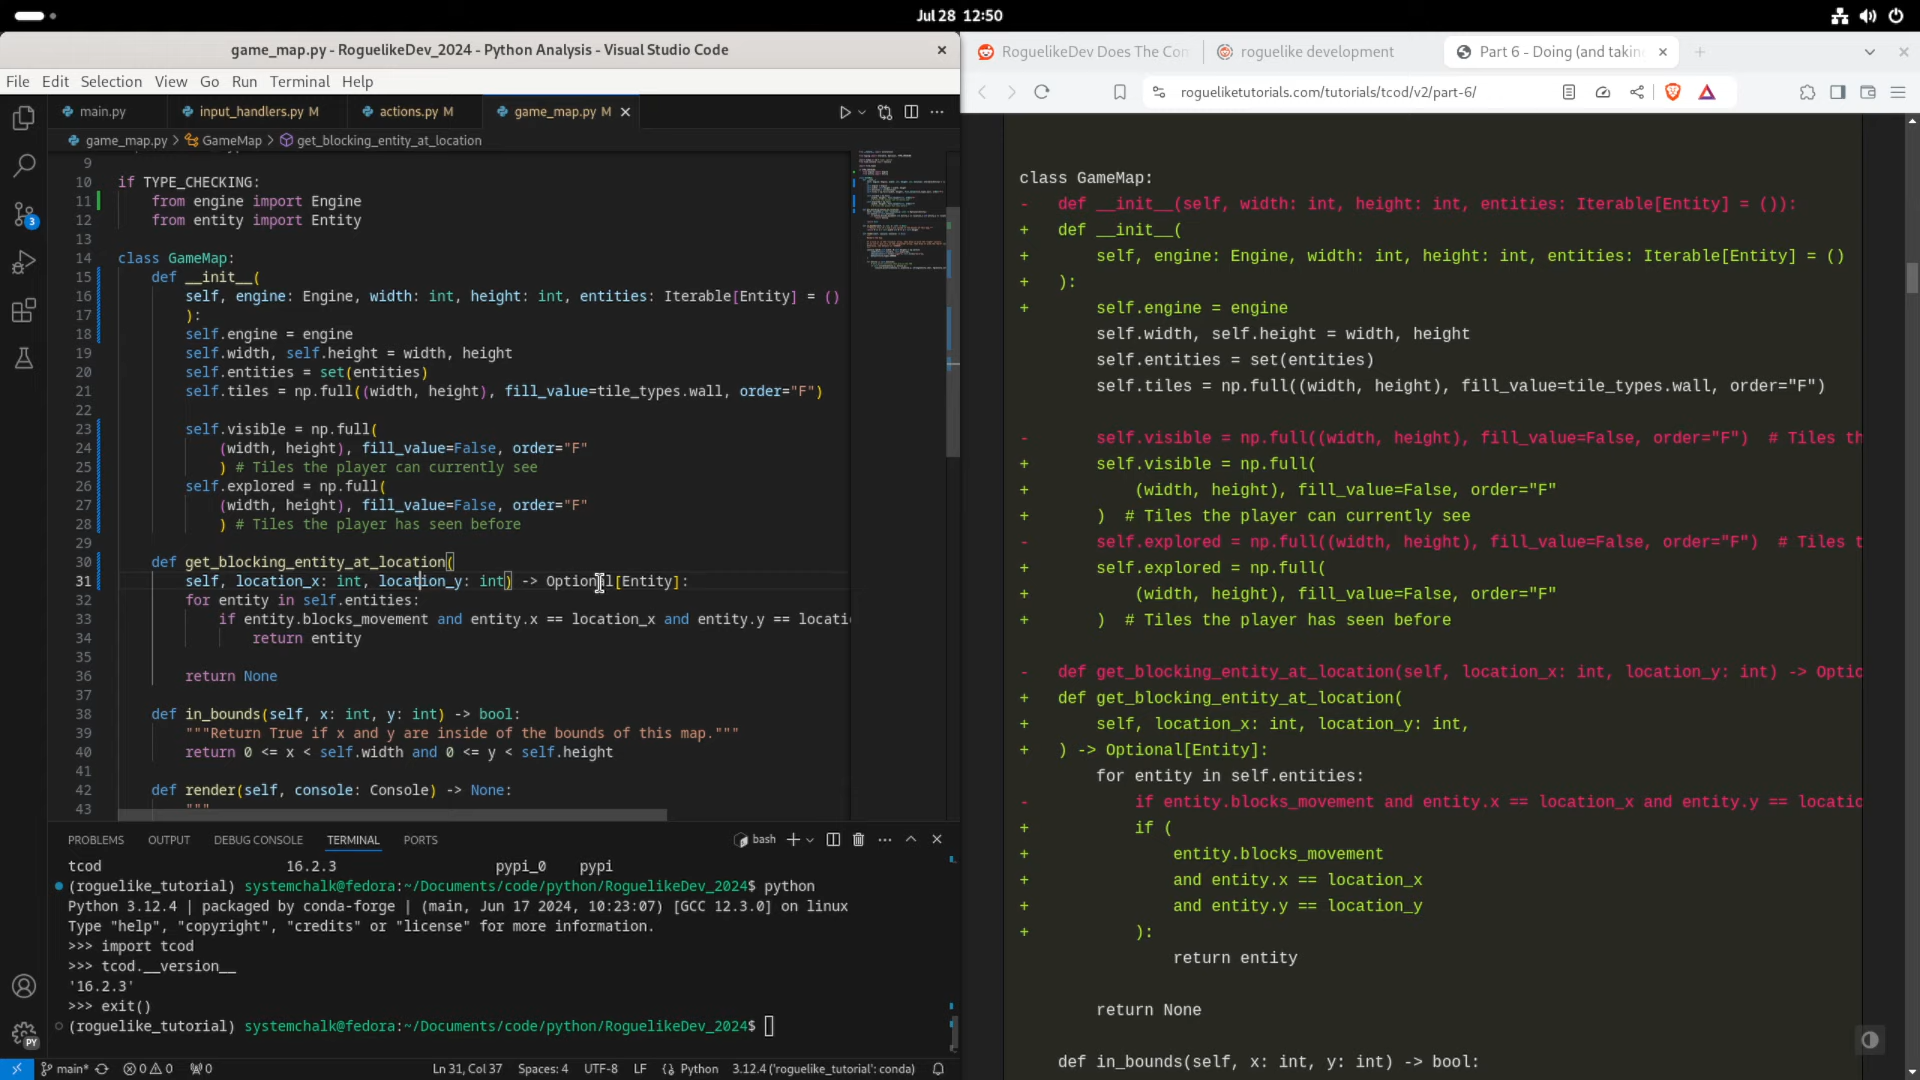 Jul 28 12:50
game_map.py - RoguelikeDev_2024 - Python Analysis - Visual Studio Code
File Edit Selection View Go Run Terminal Help
main.py input_handlers.py M actions.py M game_map.py M
game_map.py > GameMap > get_blocking_entity_at_location
9
10 if TYPE_CHECKING:
11 from engine import Engine
12 from entity import Entity
13
14 class GameMap:
15 def __init__(
16 self, engine: Engine, width: int, height: int, entities: Iterable[Entity] = ()
17 ):
18 self.engine = engine
19 self.width, self.height = width, height
20 self.entities = set(entities)
21 self.tiles = np.full((width, height), fill_value=tile_types.wall, order="F")
22
23 self.visible = np.full(
24 (width, height), fill_value=False, order="F"
25 ) # Tiles the player can currently see
26 self.explored = np.full(
27 (width, height), fill_value=False, order="F"
28 ) # Tiles the player has seen before
29
30 def get_blocking_entity_at_location(
31 self, location_x: int, location_y: int) -> Optional[Entity]:
32 for entity in self.entities:
33 if entity.blocks_movement and entity.x == location_x and entity.y == locatio
34 return entity
35
36 return None
37
38 def in_bounds(self, x: int, y: int) -> bool:
39 """Return True if x and y are inside of the bounds of this map."""
40 return 0 <= x < self.width and 0 <= y < self.height
41
42 def render(self, console: Console) -> None:
43 """
PROBLEMS OUTPUT DEBUG CONSOLE TERMINAL PORTS bash
tcod 16.2.3 pypi_0 pypi
(roguelike_tutorial) systemchalk@fedora:~/Documents/code/python/RoguelikeDev_2024$ python
Python 3.12.4 | packaged by conda-forge | (main, Jun 17 2024, 10:23:07) [GCC 12.3.0] on linux
Type "help", "copyright", "credits" or "license" for more information.
>>> import tcod
>>> tcod.__version__
'16.2.3'
>>> exit()
(roguelike_tutorial) systemchalk@fedora:~/Documents/code/python/RoguelikeDev_2024$
3
PY
main* 0 0 0 Ln 31, Col 37 Spaces: 4 UTF-8 LF Python 3.12.4 ('roguelike_tutorial': conda)
RoguelikeDev Does The Con roguelike development Part 6 - Doing (and takin
rogueliketutorials.com/tutorials/tcod/v2/part-6/
class GameMap:
- def __init__(self, width: int, height: int, entities: Iterable[Entity] = ()):
+ def __init__(
+ self, engine: Engine, width: int, height: int, entities: Iterable[Entity] = ()
+ ):
+ self.engine = engine
self.width, self.height = width, height
self.entities = set(entities)
self.tiles = np.full((width, height), fill_value=tile_types.wall, order="F")
- self.visible = np.full((width, height), fill_value=False, order="F") # Tiles th
+ self.visible = np.full(
+ (width, height), fill_value=False, order="F"
+ ) # Tiles the player can currently see
- self.explored = np.full((width, height), fill_value=False, order="F") # Tiles t
+ self.explored = np.full(
+ (width, height), fill_value=False, order="F"
+ ) # Tiles the player has seen before
- def get_blocking_entity_at_location(self, location_x: int, location_y: int) -> Optio
+ def get_blocking_entity_at_location(
+ self, location_x: int, location_y: int,
+ ) -> Optional[Entity]:
for entity in self.entities:
- if entity.blocks_movement and entity.x == location_x and entity.y == locatic
+ if (
+ entity.blocks_movement
+ and entity.x == location_x
+ and entity.y == location_y
+ ):
return entity
return None
def in_bounds(self, x: int, y: int) -> bool: